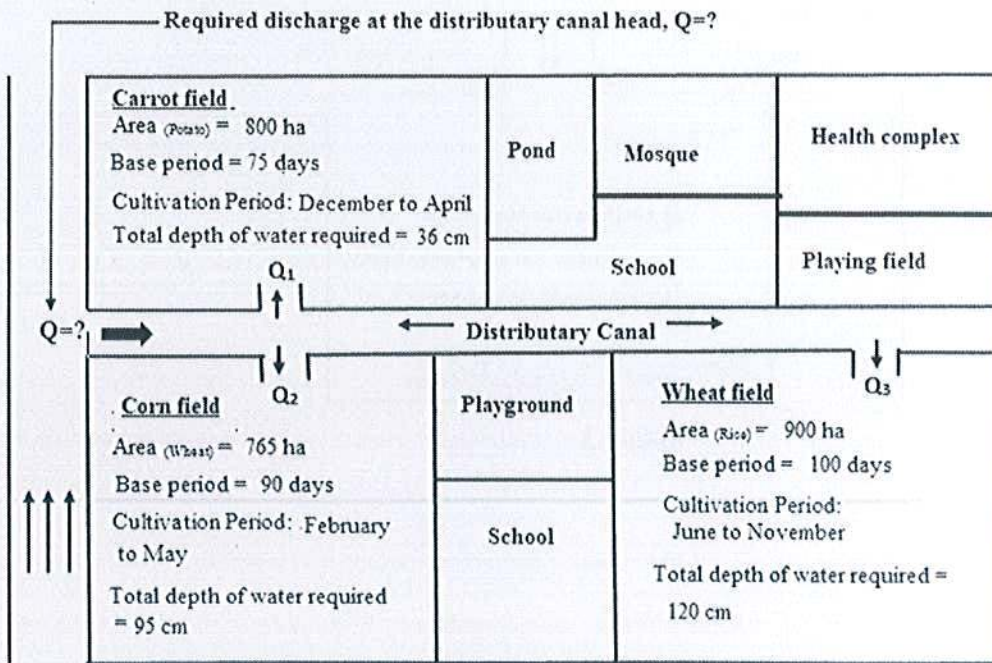 Required discharge at the distributary canal head, Q=?
Carrot field
Area (Potato) = 800 ha
Base period = 75 days
Cultivation Period: December to April
Total depth of water required = 36 cm
Q1
Pond
Mosque
School
Health complex
Playing field
Q=?
Distributary Canal
Q2
Corn field
Area (Wheat) = 765 ha
Base period = 90 days
Cultivation Period: February
to May
Total depth of water required
= 95 cm
Playground
School
Q3
Wheat field
Area (Rice) = 900 ha
Base period = 100 days
Cultivation Period:
June to November
Total depth of water required =
120 cm